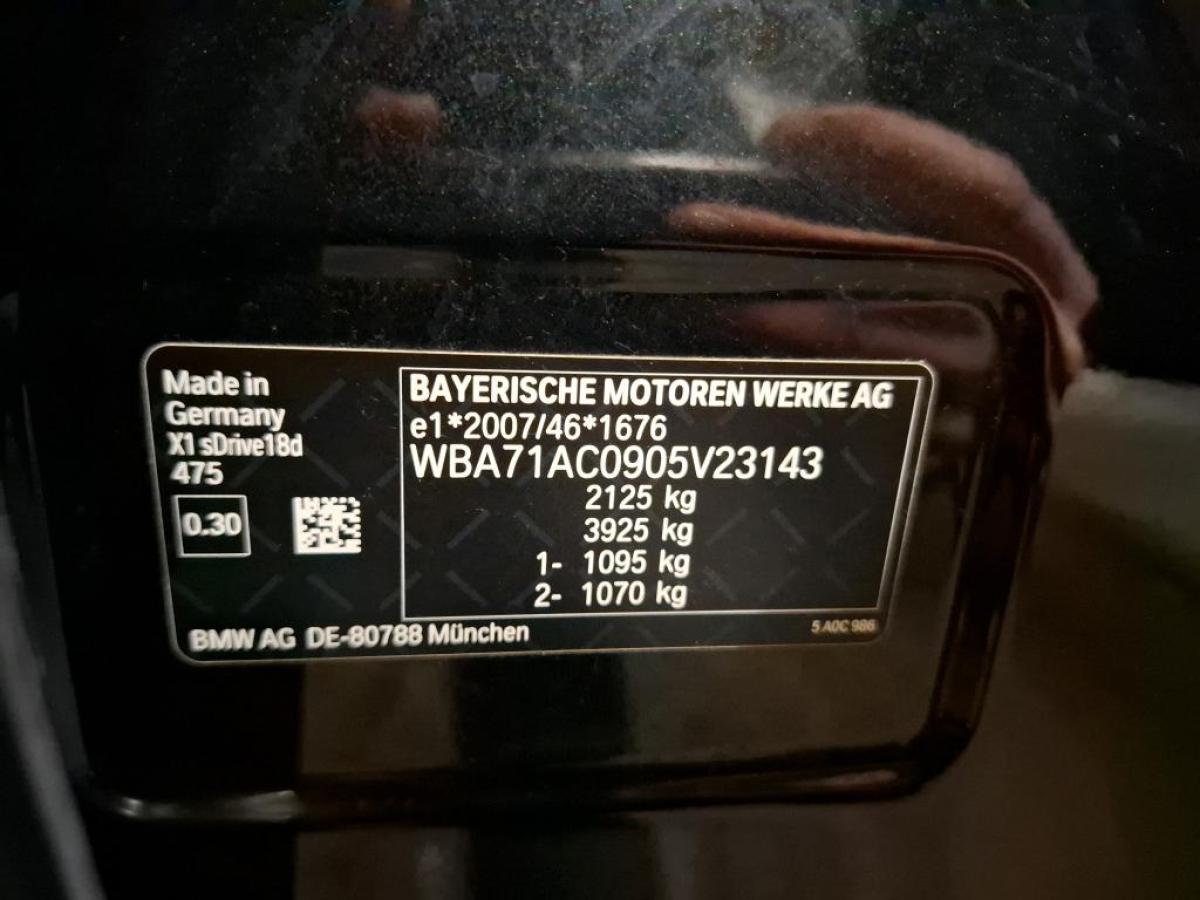 Made in
Germany
X1 sDrive18d
475
0.30
BAYERISCHE MOTOREN WERKE AG
e1*2007/46*1676
WBA71AC0905V23143
2125 kg
3925 kg
1- 1095 kg
2- 1070 kg
BMW AG DE-80788 München
5 A0C 986